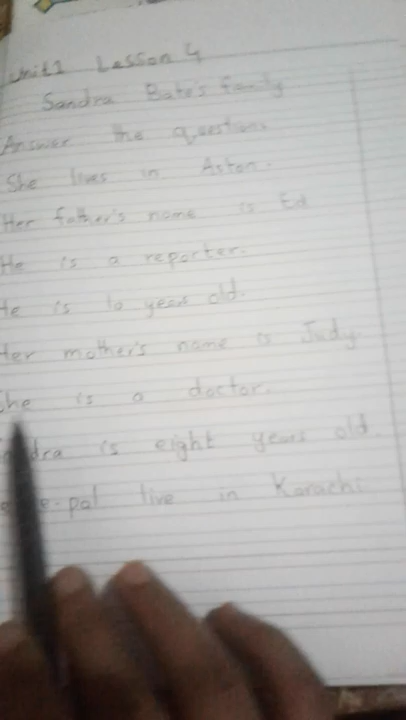 Unit 1 Lesson 4
Sandra Bate's family
Answer the question.
She lives in Aston.
Her father's name is Ed
He is a reporter.
He is 10 years old.
Her mother's name is Judy.
She is a doctor.
is eight years old.
pal live in Karachi